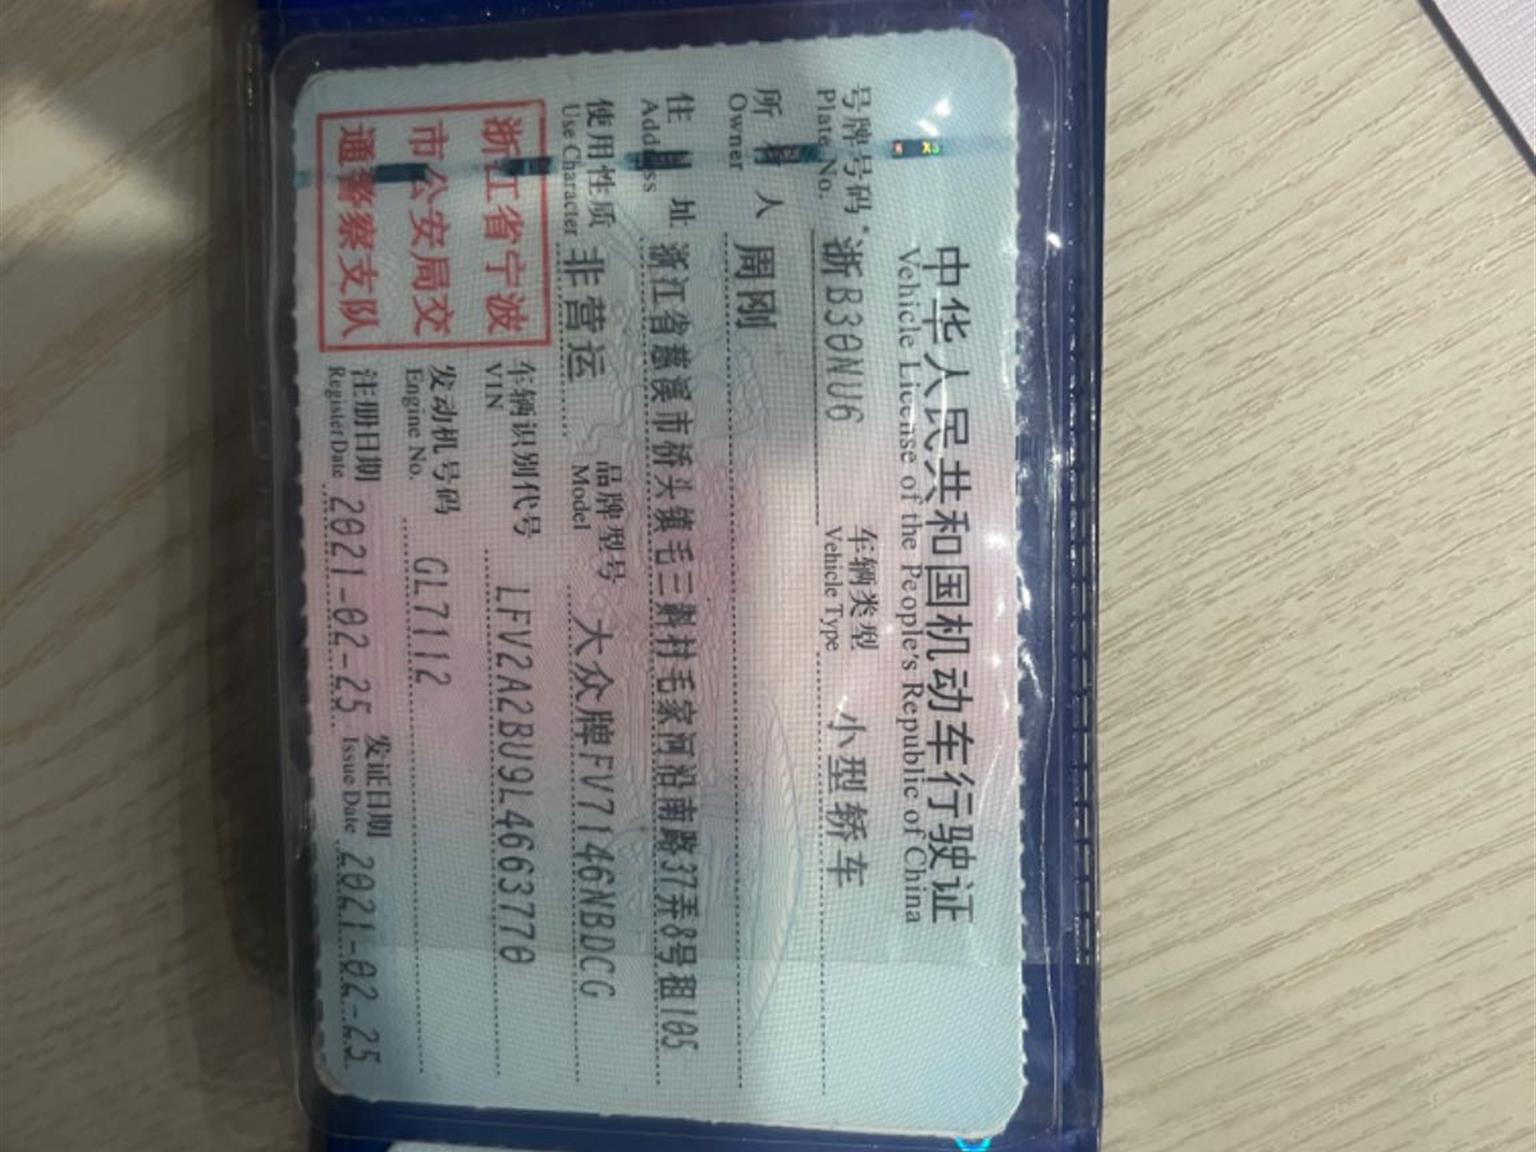 中华人民共和国机动车行驶证
Vehicle License of the People's Republic of China
号牌号码 浙B30NU6 车辆类型 小型轿车
Plate No. Vehicle Type
所有人 周刚
Owner
住址 浙江省慈溪市桥头镇毛三斢村毛家河沿南路37弄8号租105
Address
使用性质 非营运 品牌型号 大众牌FV7146NBDCG
Use Character Model
浙江省宁波
市公安局交
通警察支队
车辆识别代号 LFV2A2BU9L4663770
VIN
发动机号码 GL7112
Engine No.
注册日期 2021-02-25 发证日期 2021-02-25
Register Date Issue Date